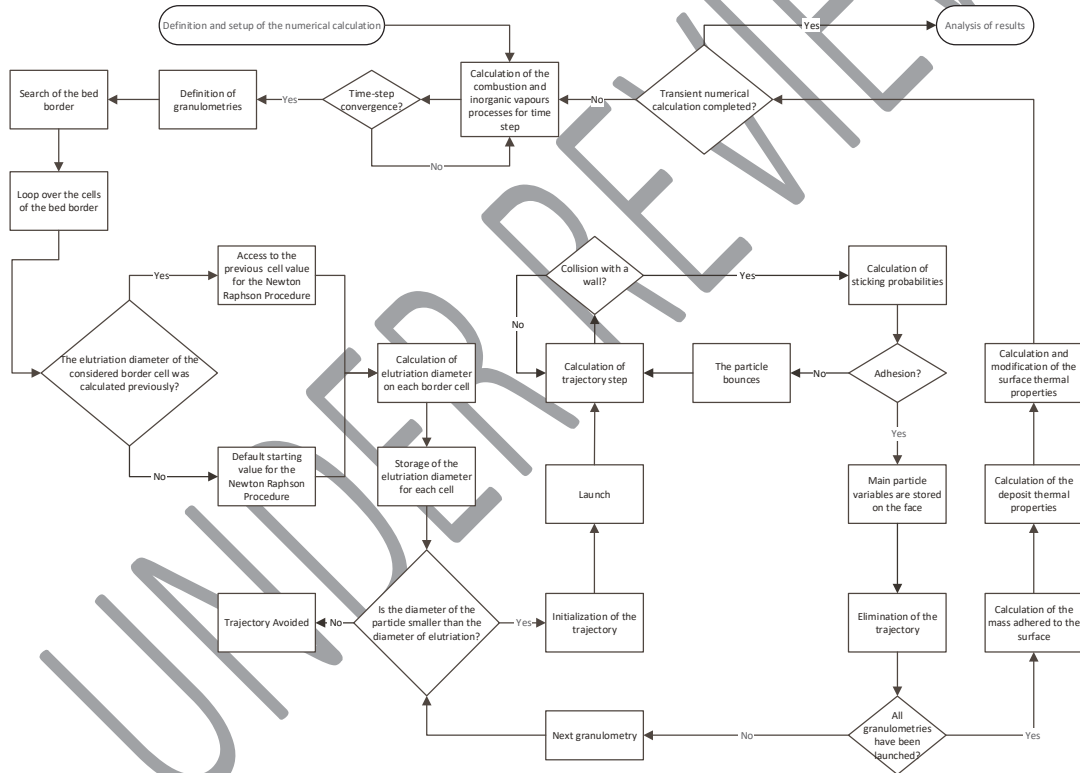 Definition and setup of the numerical calculation
Yes
Analysis of results
Search of the bed
border
Definition of
granulometries
Yes
Time-step
convergence?
Calculation of the
combustion and
inorganic vapours
processes for time
step
No
Transient numerical
calculation completed?
No
Loop over the cells
of the bed border
Yes
Access to the
previous cell value
for the Newton
Raphson Procedure
Collision with a
wall?
Yes
Calculation of
sticking probabilities
No
The elutriation diameter of the
considered border cell was
calculated previously?
Calculation of
elutriation diameter
on each border cell
Calculation of
trajectory step
The particle
bounces
No
Adhesion?
Calculation and
modification of the
surface thermal
properties
Yes
No
Default starting
value for the
Newton Raphson
Procedure
Storage of the
elutriation diameter
for each cell
Launch
Main particle
variables are stored
on the face
Calculation of the
deposit thermal
properties
Trajectory Avoided
No
Is the diameter of the
particle smaller than the
diameter of elutriation?
Yes
Initialization of the
trajectory
Elimination of the
trajectory
Calculation of the
mass adhered to the
surface
Next granulometry
No
All
granulometries
have been
launched?
Yes
UNDER REVIE